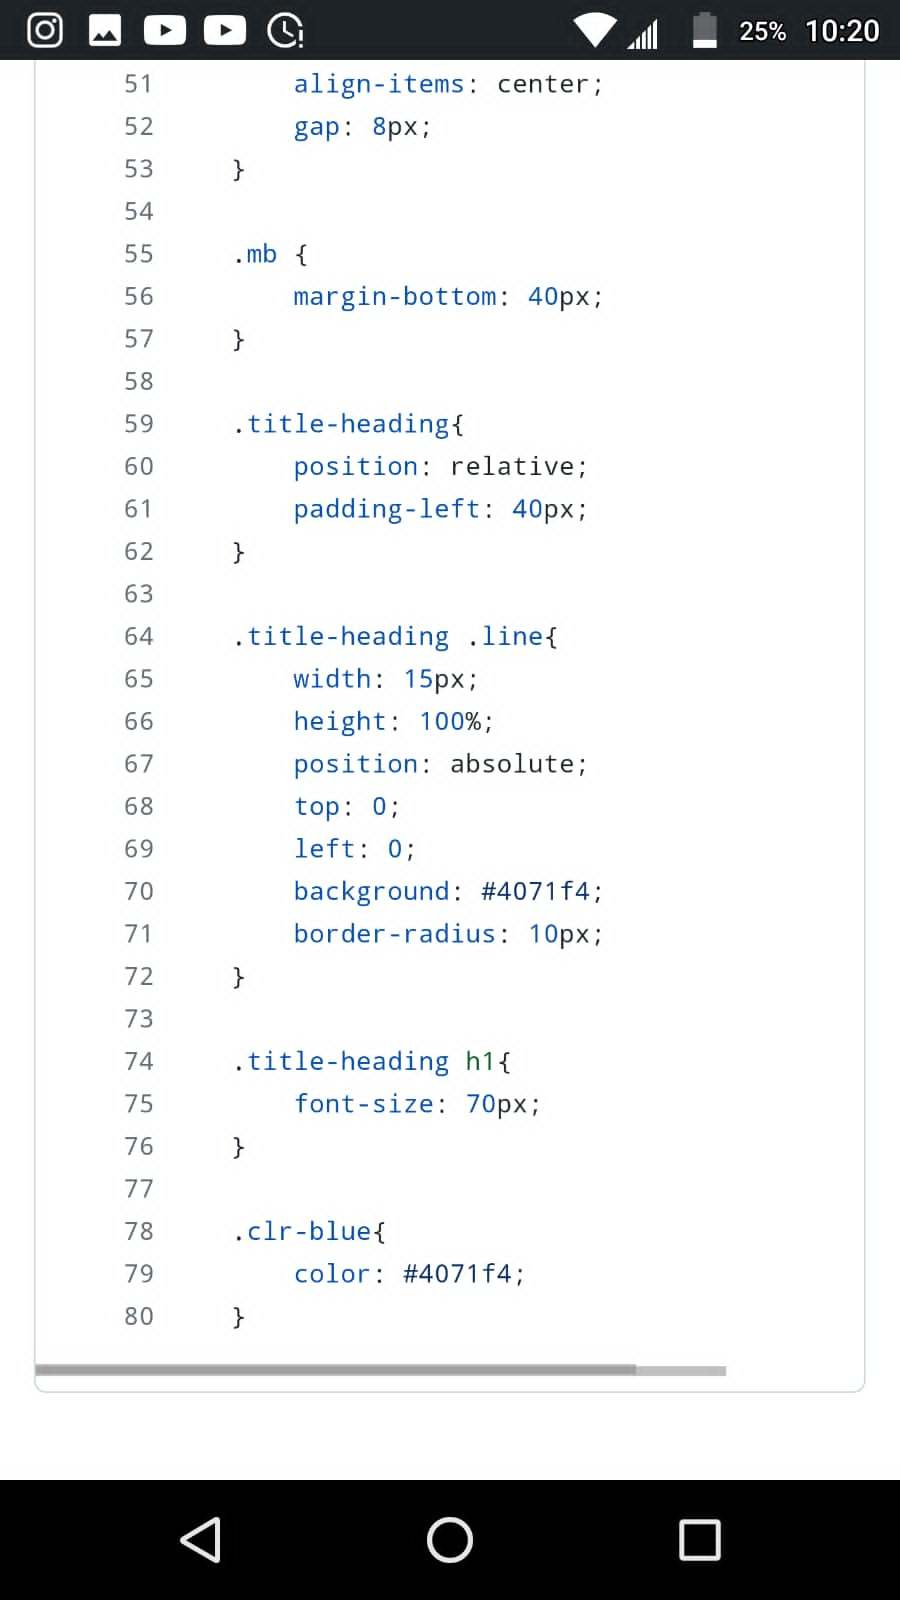 25% 10:20
51 align-items: center;
52 gap: 8px;
53 }
54
55 .mb {
56 margin-bottom: 40px;
57 }
58
59 .title-heading{
60 position: relative;
61 padding-left: 40px;
62 }
63
64 .title-heading .line{
65 width: 15px;
66 height: 100%;
67 position: absolute;
68 top: 0;
69 left: 0;
70 background: #4071f4;
71 border-radius: 10px;
72 }
73
74 .title-heading h1{
75 font-size: 70px;
76 }
77
78 .clr-blue{
79 color: #4071f4;
80 }